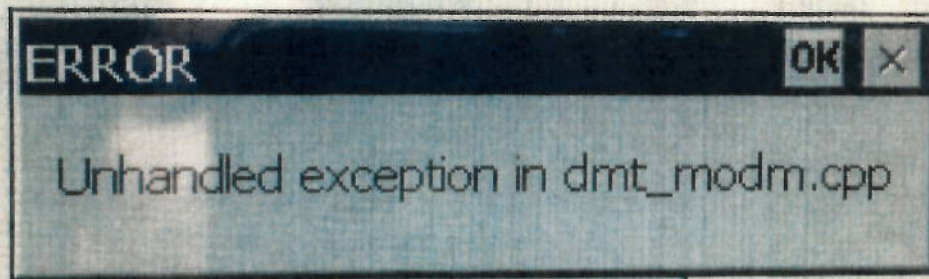 ERROR OK ×
Unhandled exception in dmt_modm.cpp